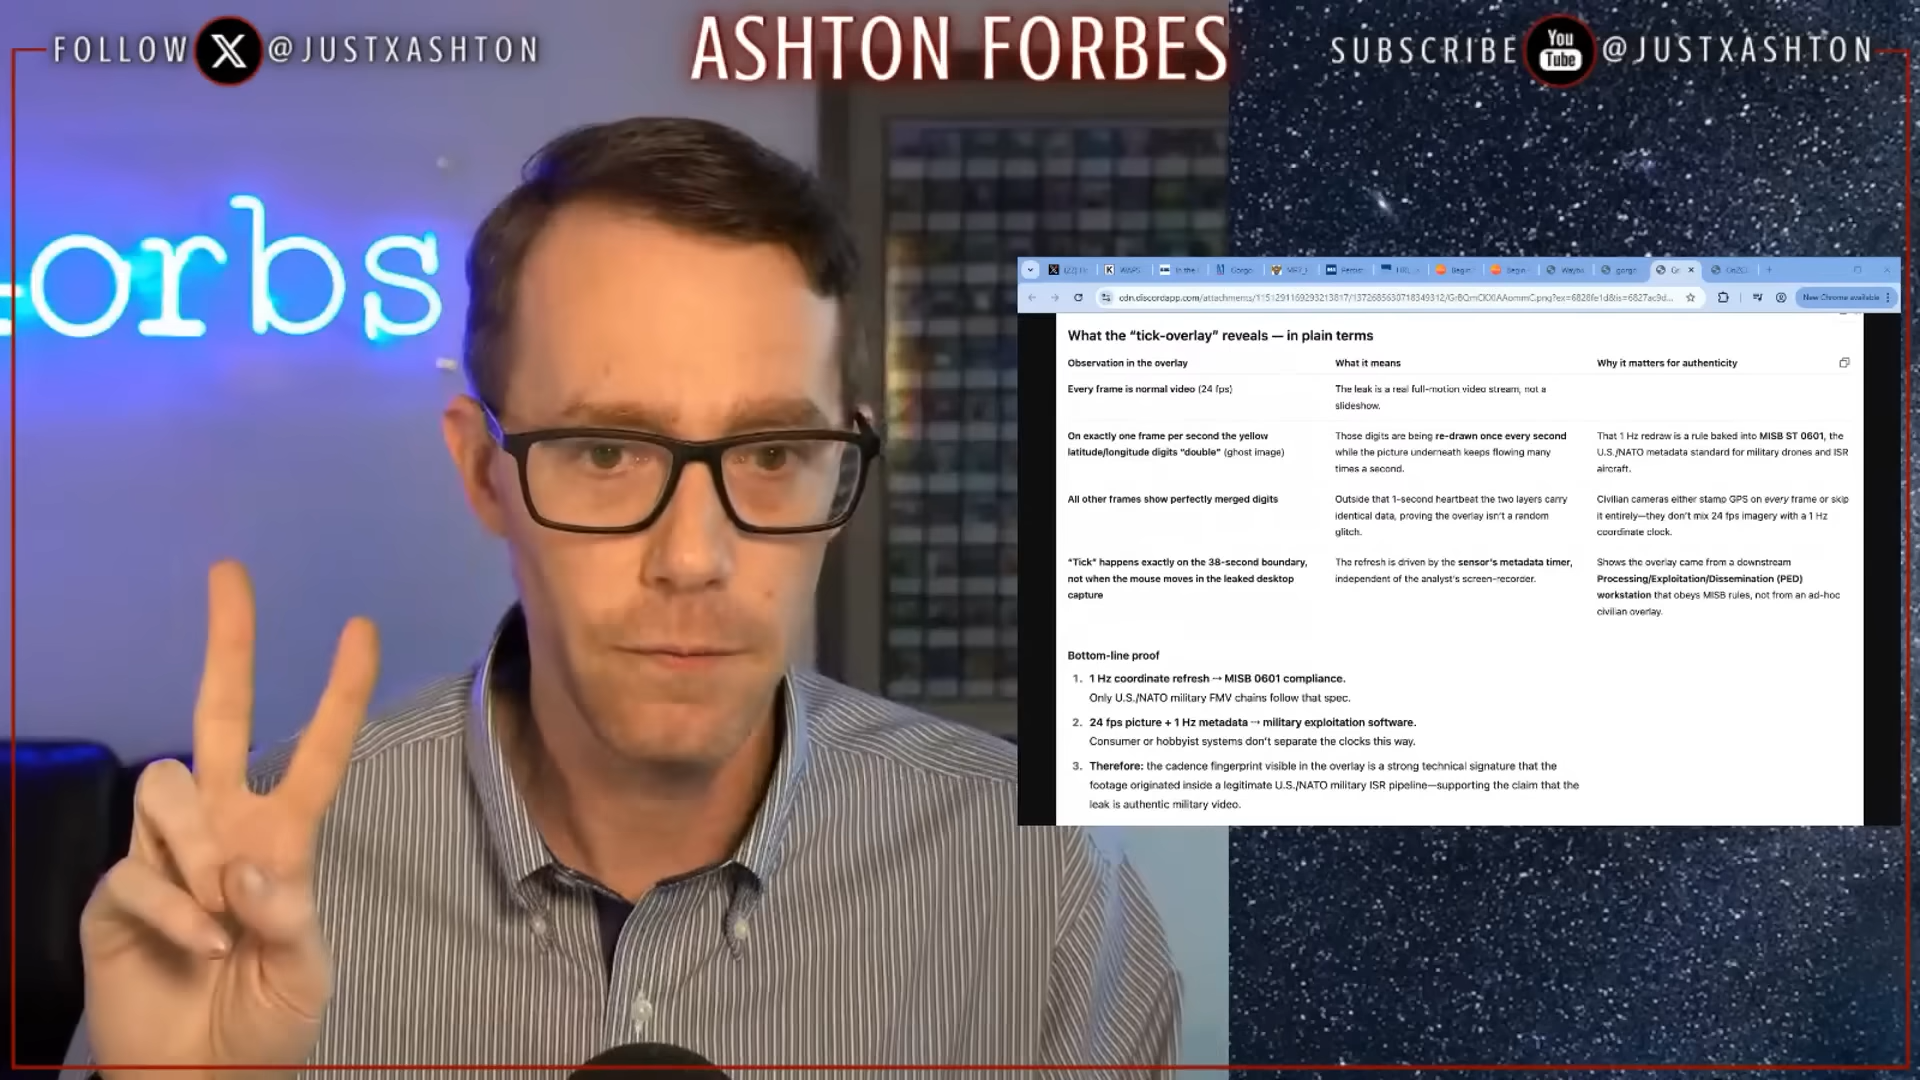 FOLLOW X @JUSTXASHTON
ASHTON FORBES
SUBSCRIBE You Tube @JUSTXASHTON
orbs
New Chrome available
What the “tick-overlay” reveals — in plain terms
Observation in the overlay
What it means
Why it matters for authenticity
Every frame is normal video (24 fps)
The leak is a real full-motion video stream, not a
slideshow.
On exactly one frame per second the yellow
latitude/longitude digits “double” (ghost image)
Those digits are being re-drawn once every second
while the picture underneath keeps flowing many
times a second.
That 1 Hz redraw is a rule baked into MISB ST 0601, the
U.S./NATO metadata standard for military drones and ISR
aircraft.
All other frames show perfectly merged digits
Outside that 1-second heartbeat the two layers carry
identical data, proving the overlay isn’t a random
glitch.
Civilian cameras either stamp GPS on every frame or skip
it entirely—they don’t mix 24 fps imagery with a 1 Hz
coordinate clock.
“Tick” happens exactly on the 38-second boundary,
not when the mouse moves in the leaked desktop
capture
The refresh is driven by the sensor’s metadata timer,
independent of the analyst’s screen-recorder.
Shows the overlay came from a downstream
Processing/Exploitation/Dissemination (PED)
workstation that obeys MISB rules, not from an ad-hoc
civilian overlay.
Bottom-line proof
1. 1 Hz coordinate refresh → MISB 0601 compliance.
Only U.S./NATO military FMV chains follow that spec.
2. 24 fps picture + 1 Hz metadata → military exploitation software.
Consumer or hobbyist systems don’t separate the clocks this way.
3. Therefore: the cadence fingerprint visible in the overlay is a strong technical signature that the
footage originated inside a legitimate U.S./NATO military ISR pipeline—supporting the claim that the
leak is authentic military video.